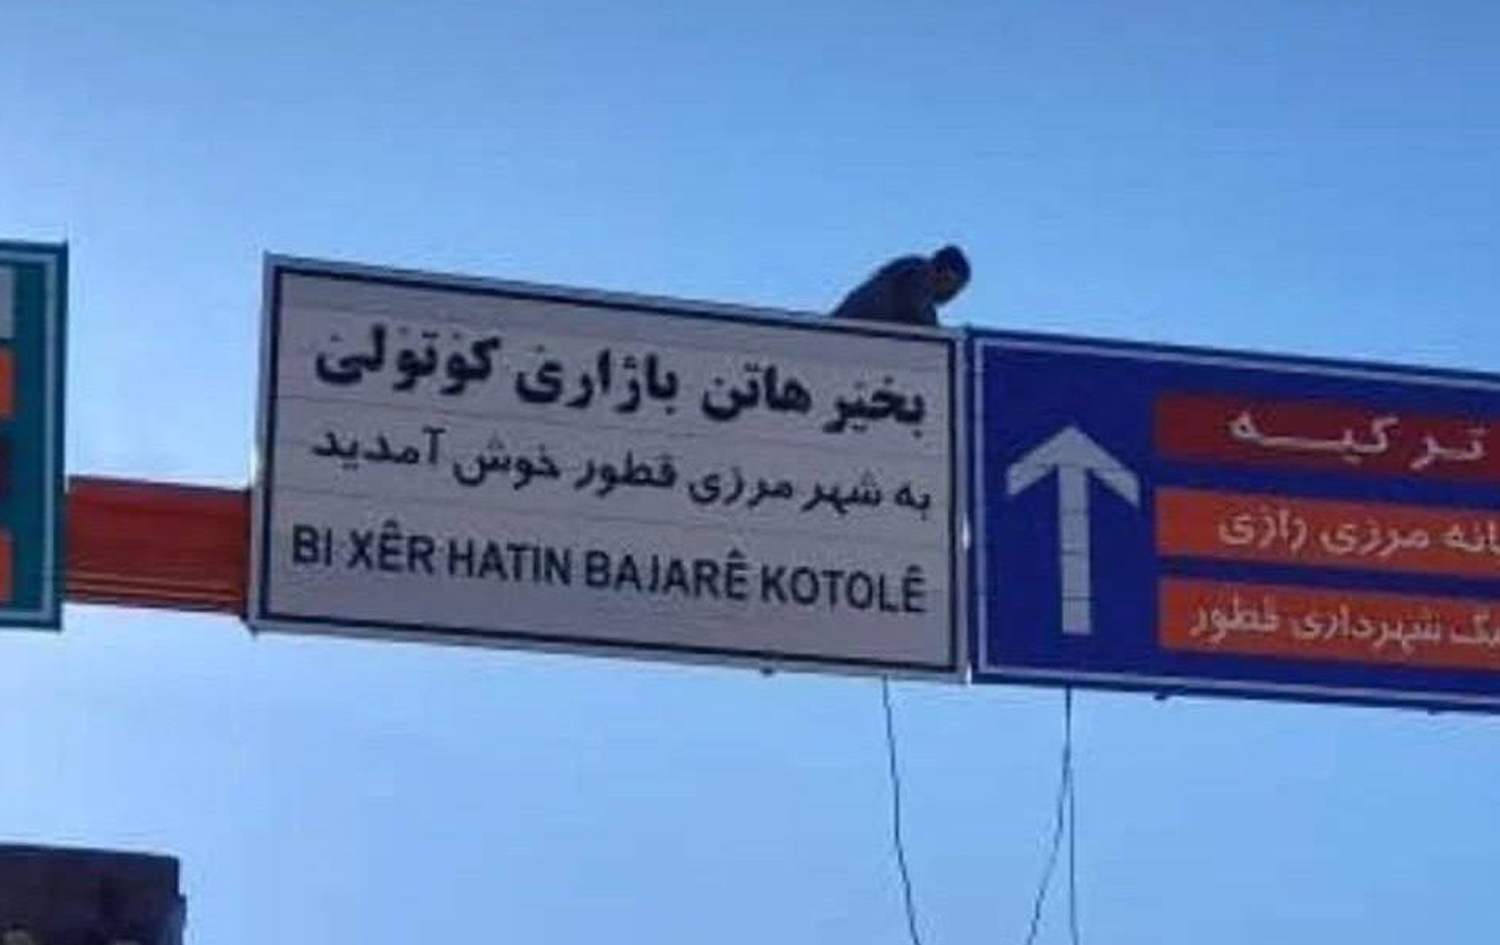 بخێر هاتن باژاری کوتولێ
به شهر مرزی قطور خوش آمدید
BI XÊR HATIN BAJARÊ KOTOLÊ
ترکیه
مرزی رازی
شهرداری قطور